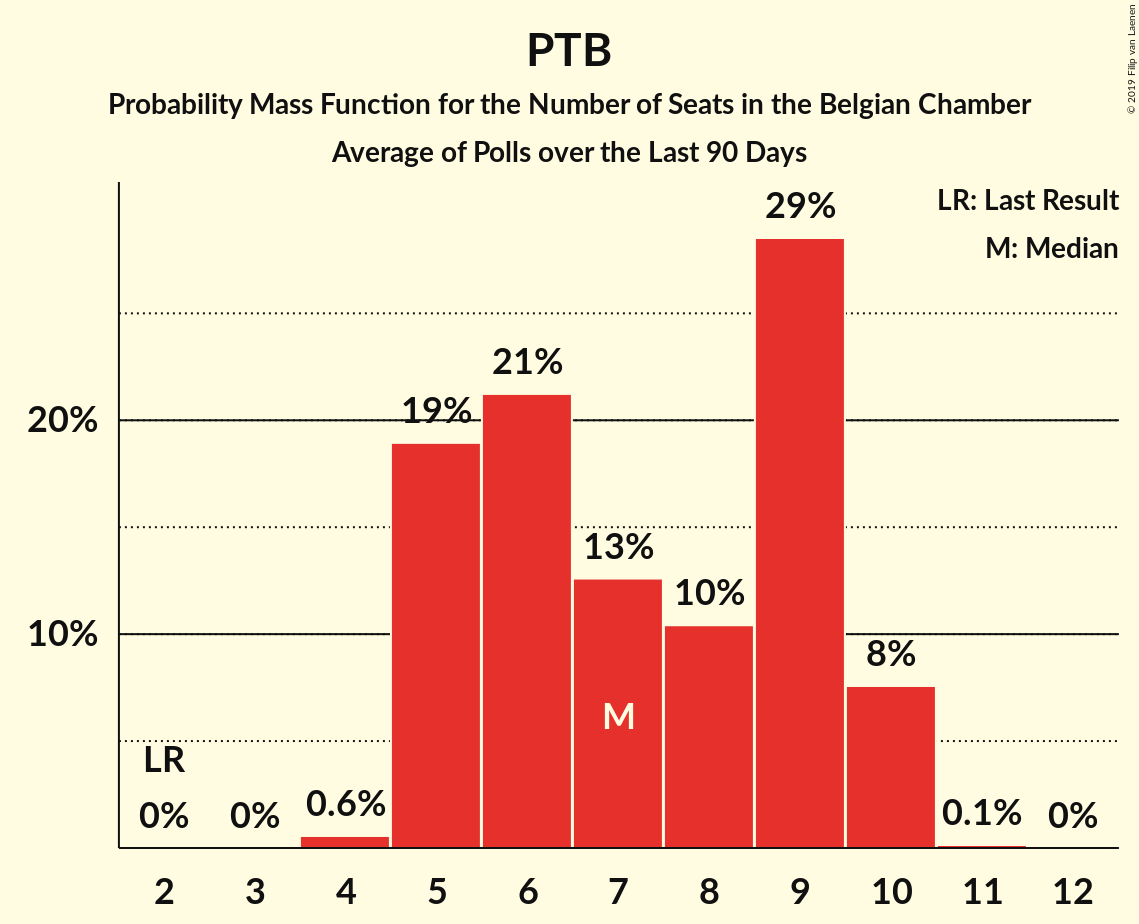 PTB
Probability Mass Function for the Number of Seats in the Belgian Chamber
Average of Polls over the Last 90 Days
© 2019 Filip van Laenen
LR: Last Result
M: Median
29%
21%
20%
19%
13%
10%
10%
8%
M
LR
0%
0%
0.6%
0.1%
0%
2 3 4 5 6 7 8 9 10 11 12